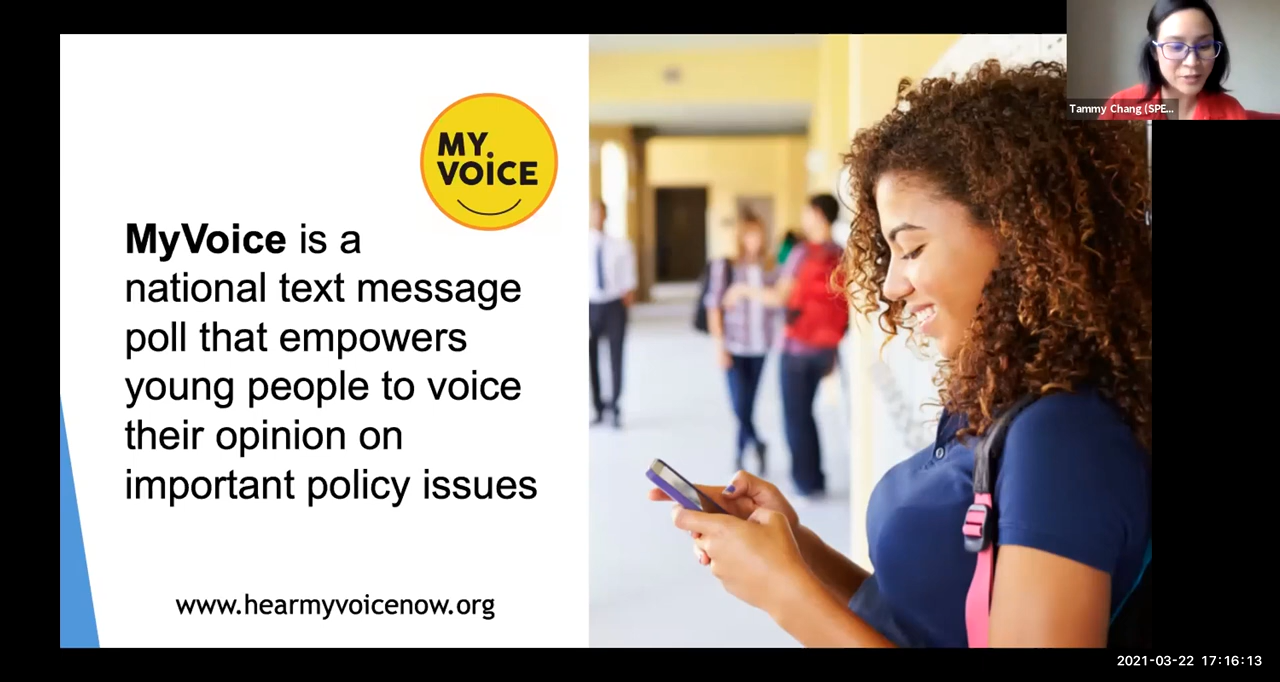 MY
VOICE
MyVoice is a
national text message
poll that empowers
young people to voice
their opinion on
important policy issues
www.hearmyvoicenow.org
Tammy Chang (SPE...
2021-03-22 17:16:13